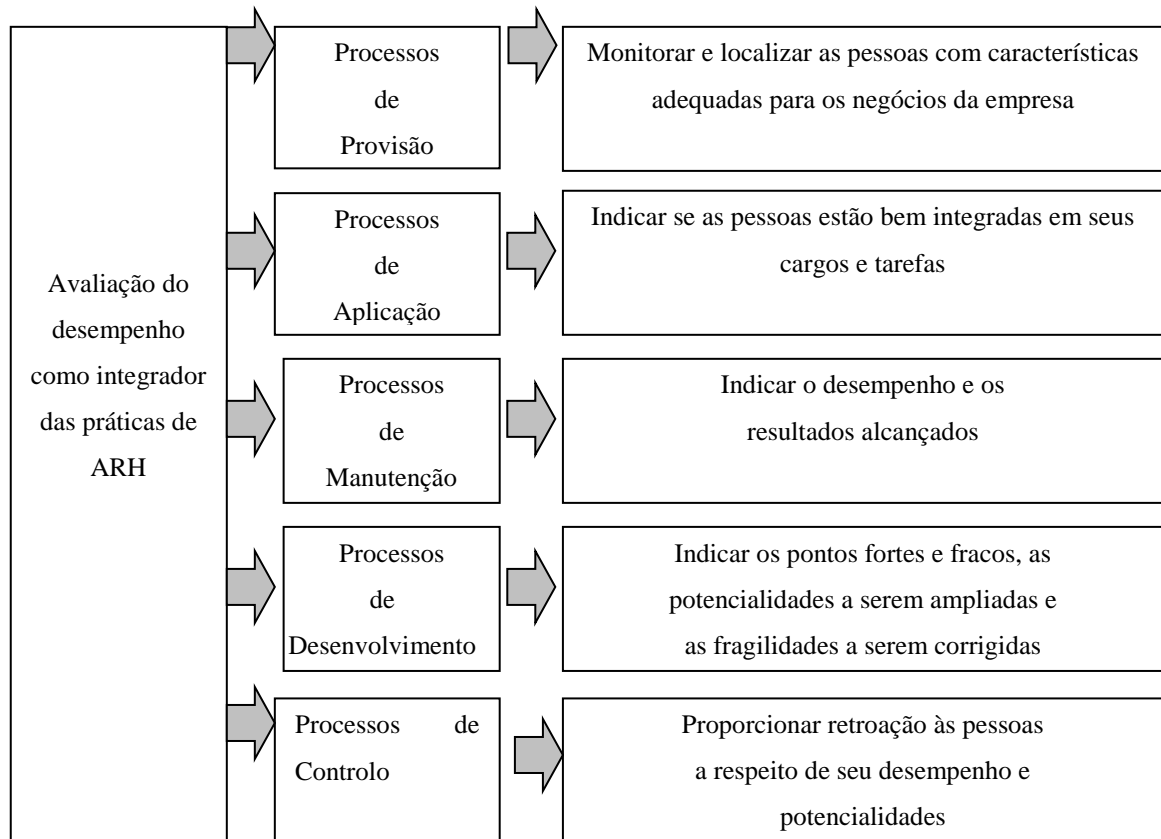 Avaliação do
desempenho
como integrador
das práticas de
ARH
Processos
de
Provisão
Monitorar e localizar as pessoas com características
adequadas para os negócios da empresa
Processos
de
Aplicação
Indicar se as pessoas estão bem integradas em seus
cargos e tarefas
Processos
de
Manutenção
Indicar o desempenho e os
resultados alcançados
Processos
de
Desenvolvimento
Indicar os pontos fortes e fracos, as
potencialidades a serem ampliadas e
as fragilidades a serem corrigidas
Processos de
Controlo
Proporcionar retroação às pessoas
a respeito de seu desempenho e
potencialidades